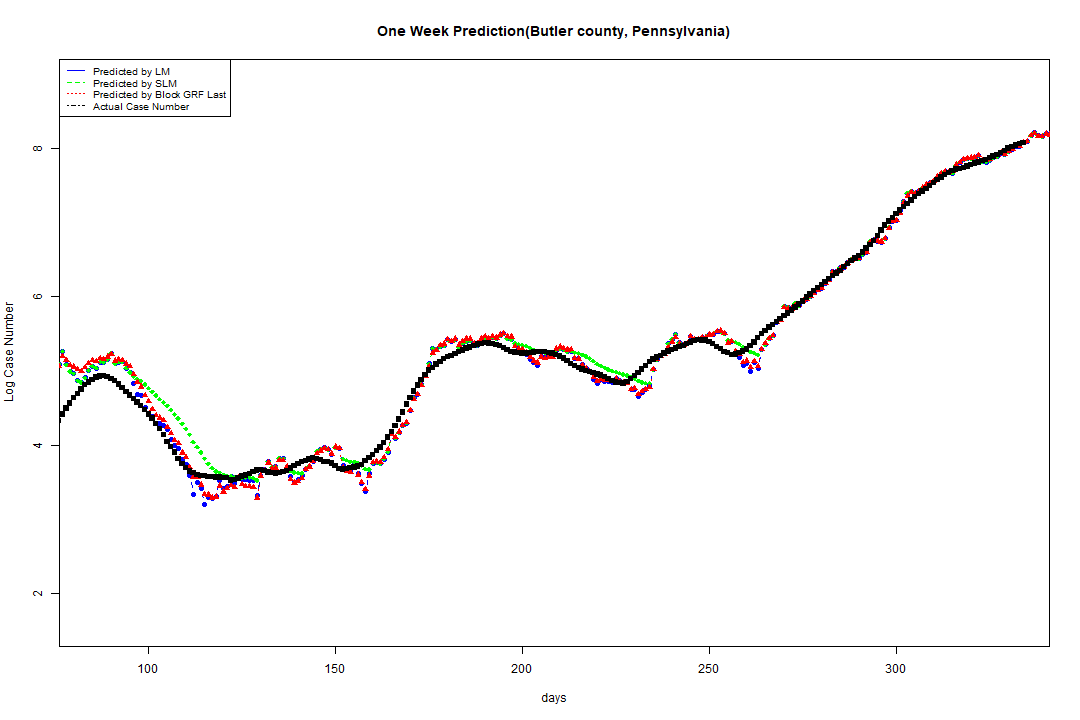 One Week Prediction(Butler county, Pennsylvania)
Predicted by LM
Predicted by SLM
Predicted by Block GRF Last
Actual Case Number
8
6
4
2
Log Case Number
100 150 200 250 300
days